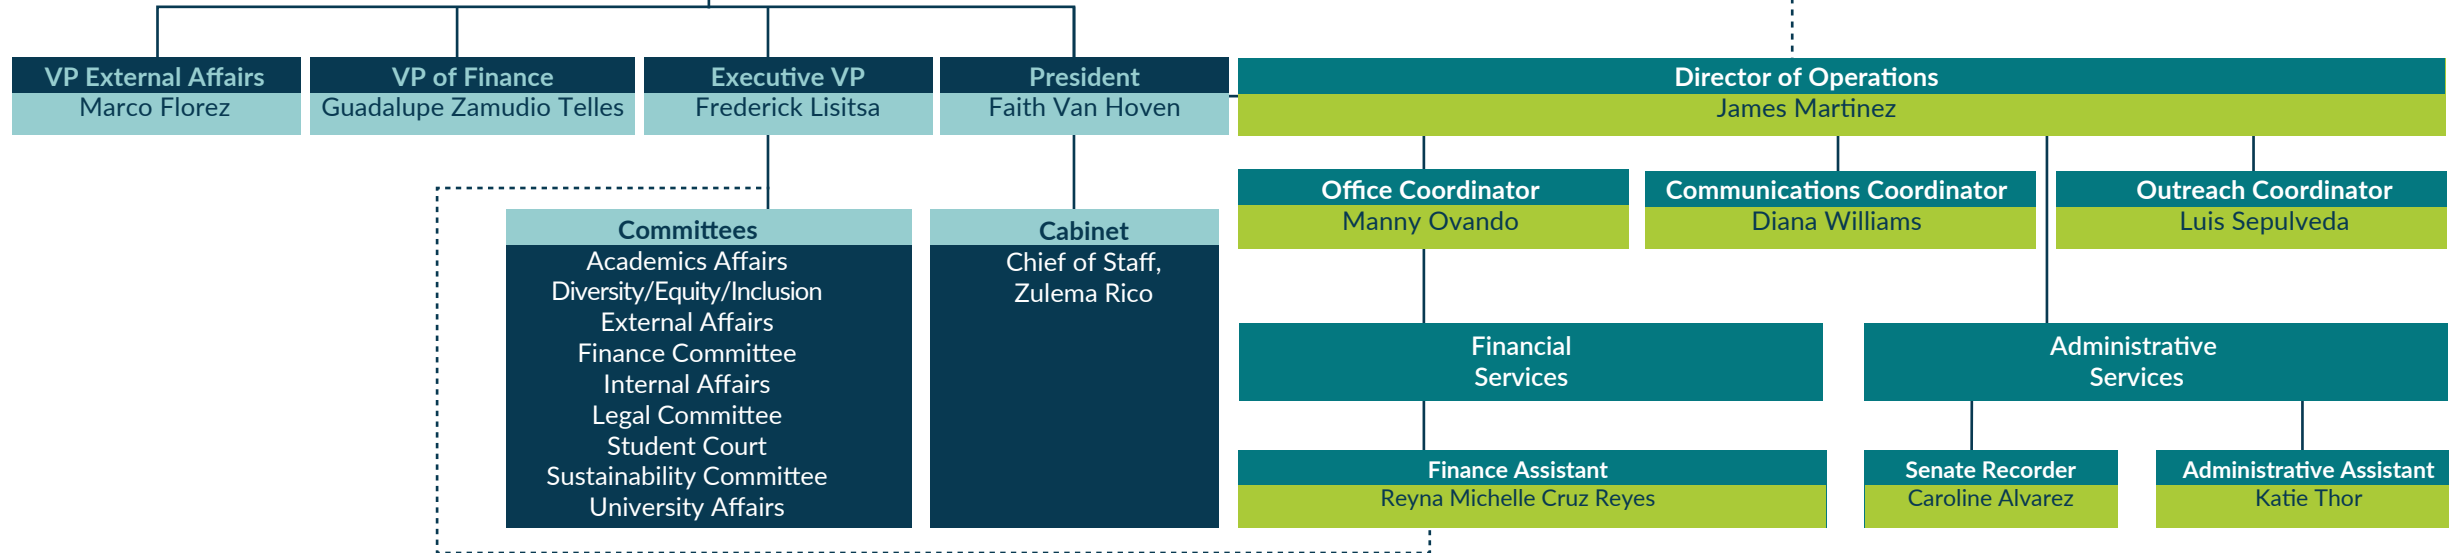 VP External Affairs
Marco Florez
VP of Finance
Guadalupe Zamudio Telles
Executive VP
Frederick Lisitsa
President
Faith Van Hoven
Director of Operations
James Martinez
Committees
Academics Affairs
Diversity/Equity/Inclusion
External Affairs
Finance Committee
Internal Affairs
Legal Committee
Student Court
Sustainability Committee
University Affairs
Cabinet
Chief of Staff,
Zulema Rico
Office Coordinator
Manny Ovando
Communications Coordinator
Diana Williams
Outreach Coordinator
Luis Sepulveda
Financial
Services
Administrative
Services
Finance Assistant
Reyna Michelle Cruz Reyes
Senate Recorder
Caroline Alvarez
Administrative Assistant
Katie Thor